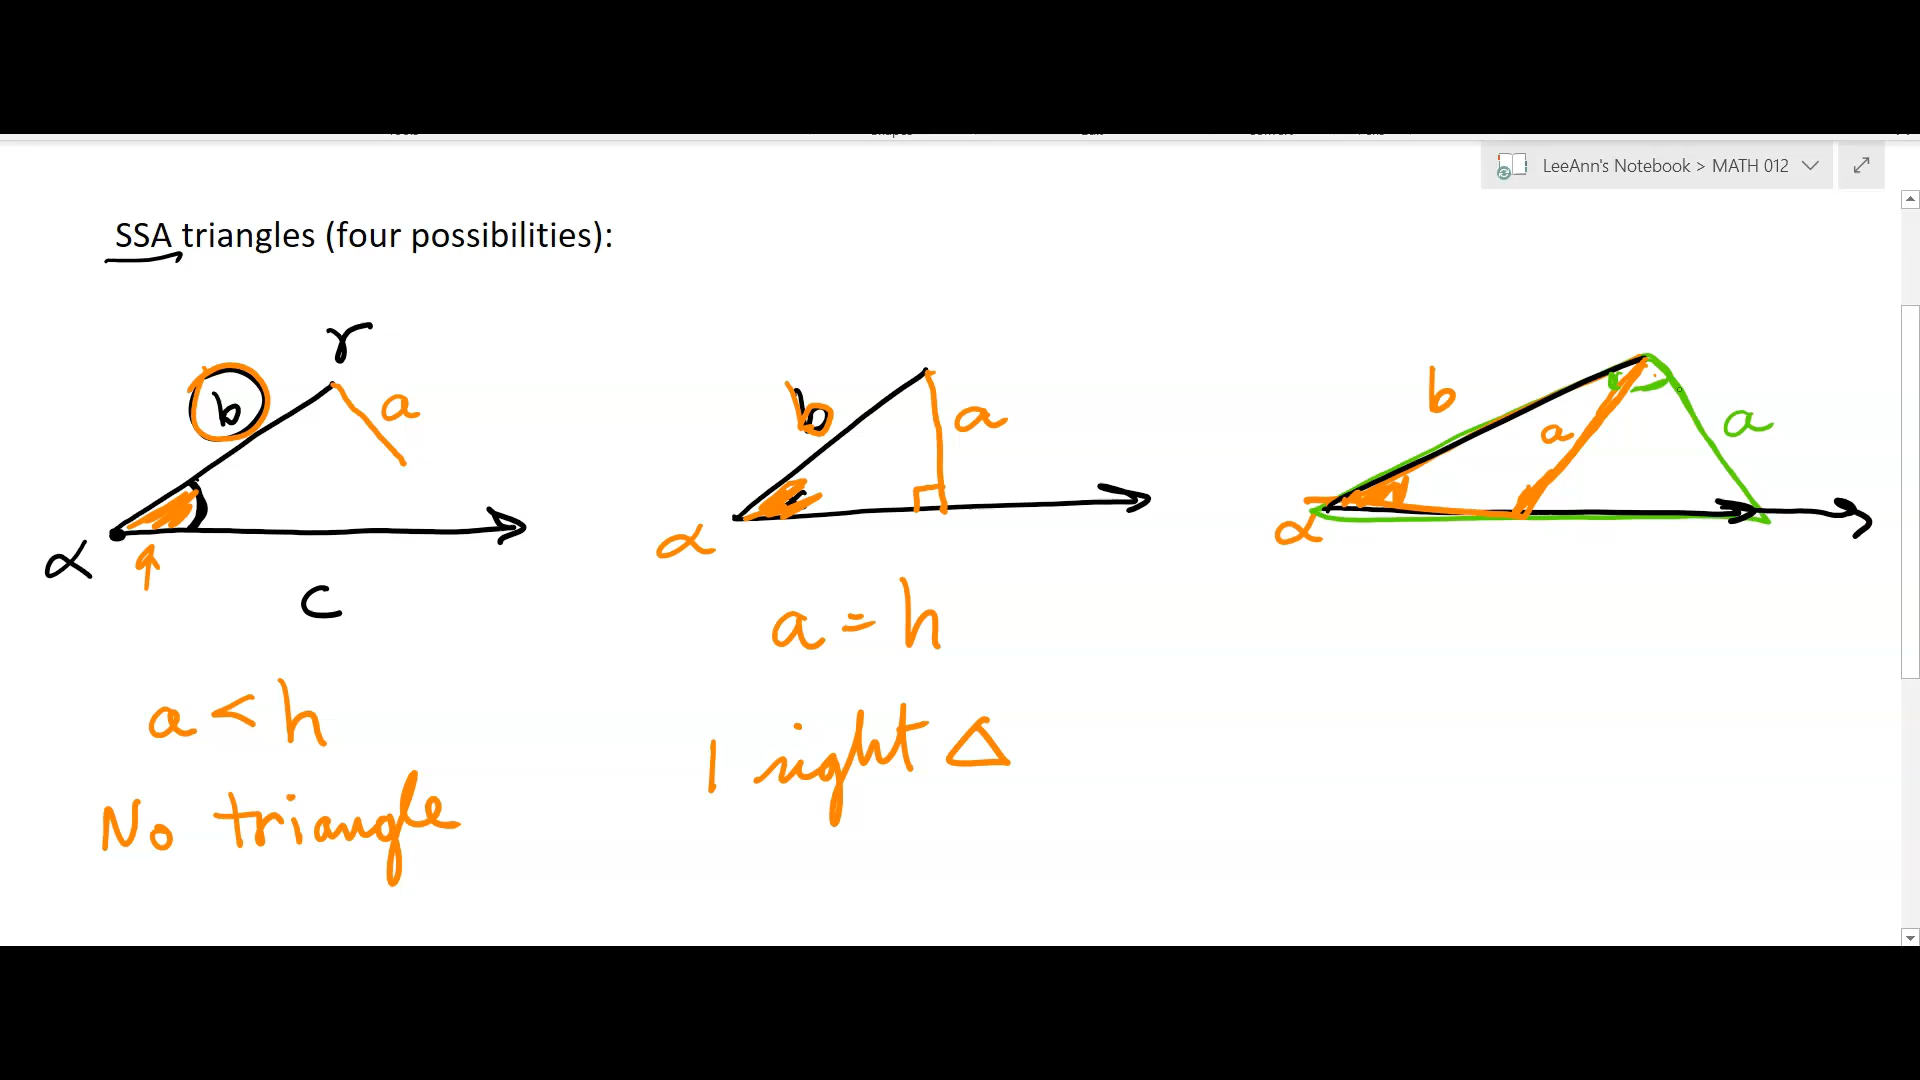 LeeAnn's Notebook > MATH 012
SSA triangles (four possibilities):
γ
b
a
α
c
a < h
No triangle
b
a
α
a = h
1 right △
b
a
a
α